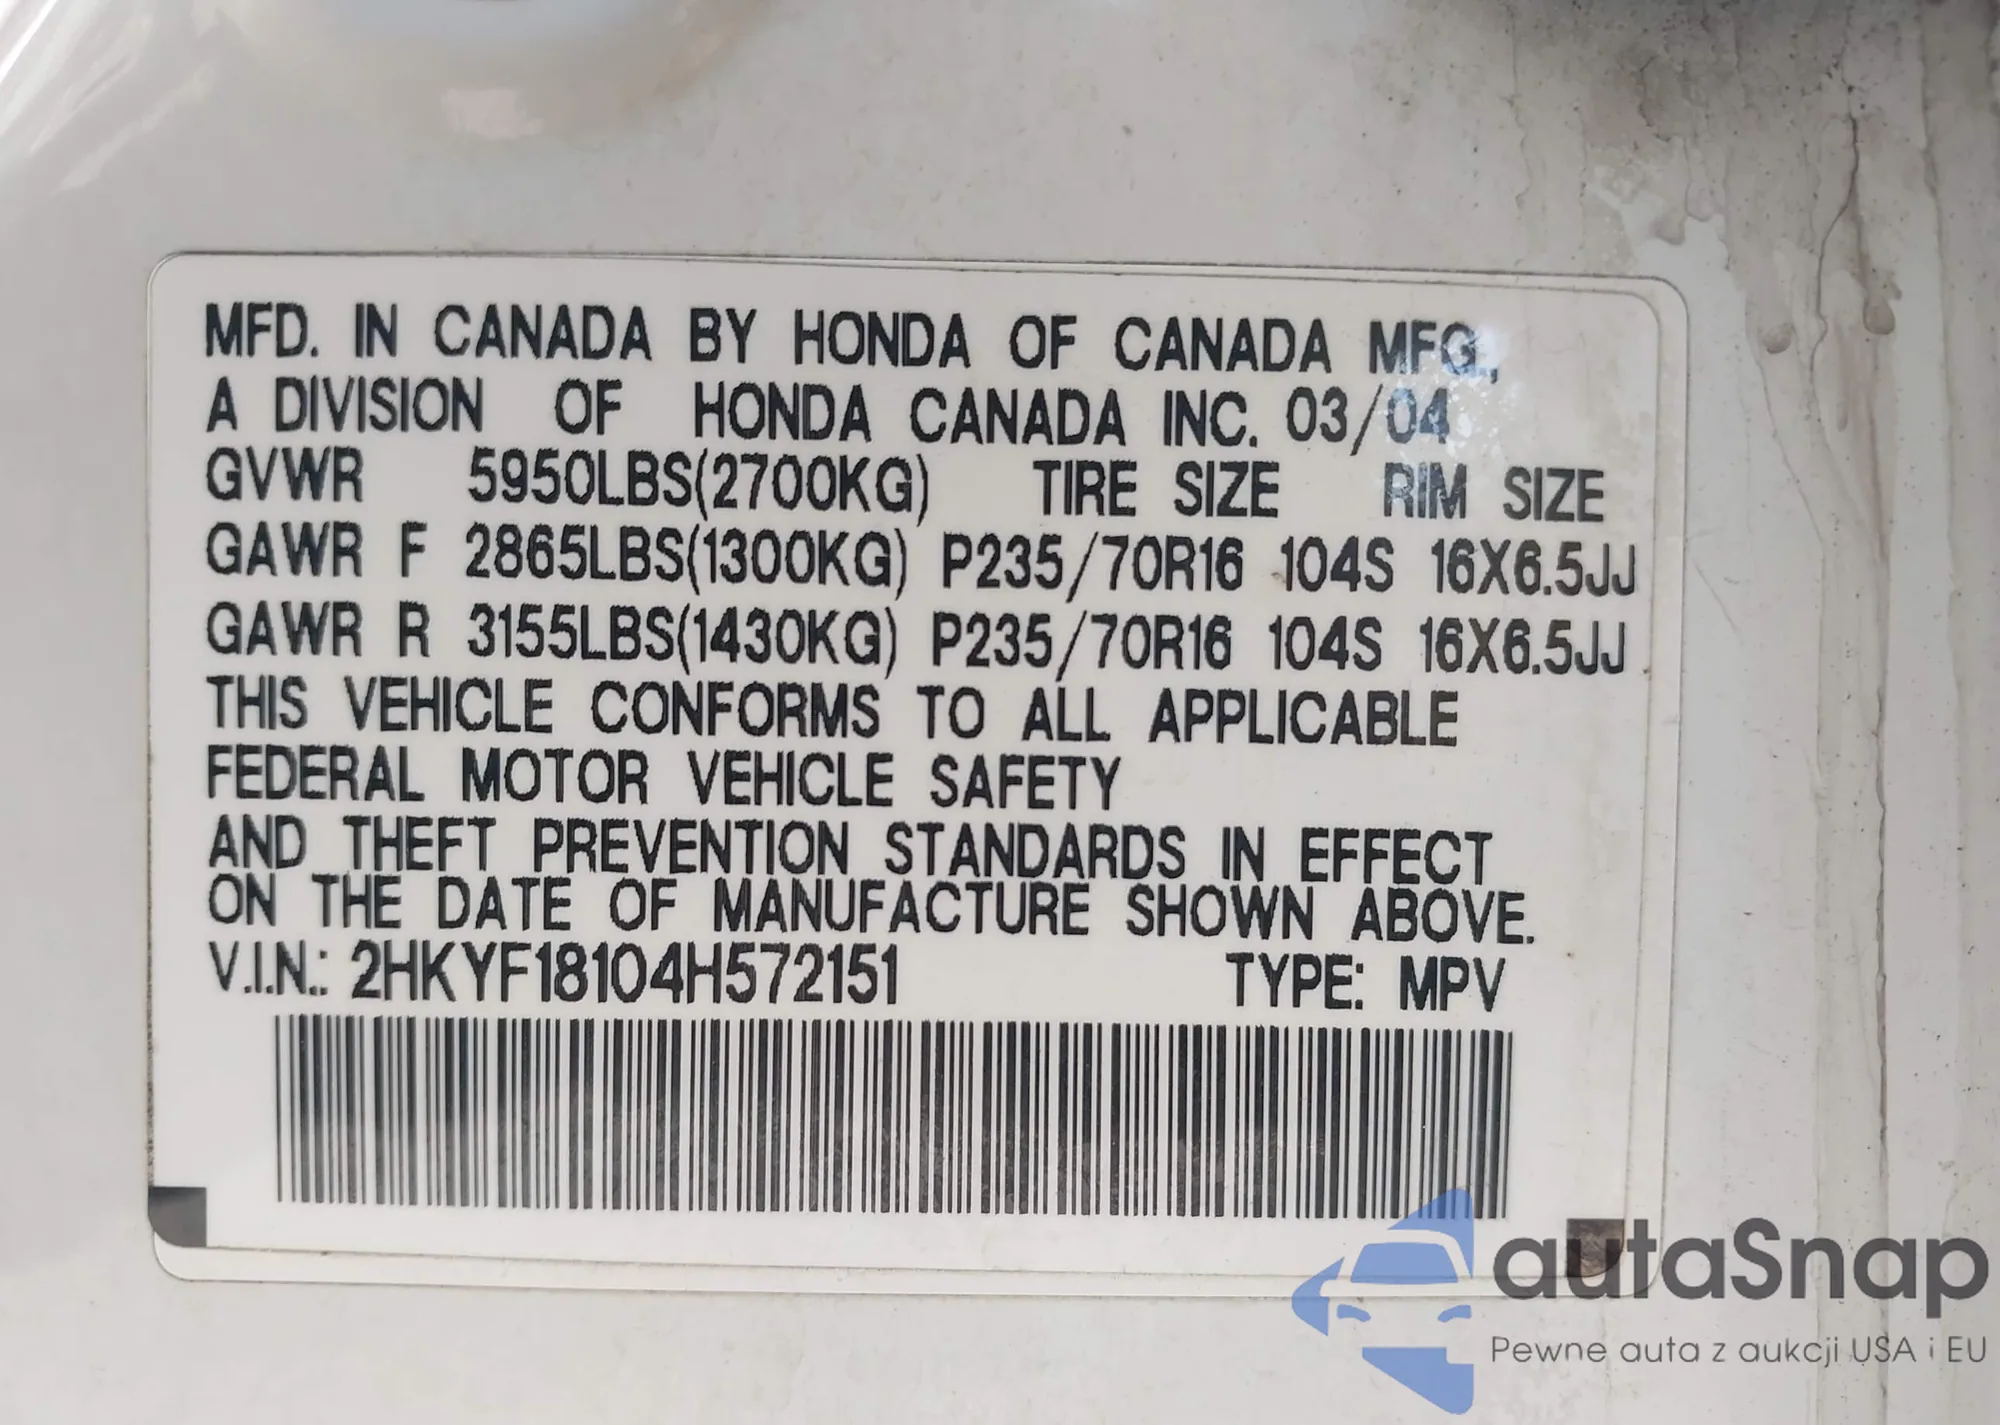 MFD. IN CANADA BY HONDA OF CANADA MFG.,
A DIVISION OF HONDA CANADA INC. 03/04
GVWR 5950LBS(2700KG) TIRE SIZE RIM SIZE
GAWR F 2865LBS(1300KG) P235/70R16 104S 16X6.5JJ
GAWR R 3155LBS(1430KG) P235/70R16 104S 16X6.5JJ
THIS VEHICLE CONFORMS TO ALL APPLICABLE
FEDERAL MOTOR VEHICLE SAFETY
AND THEFT PREVENTION STANDARDS IN EFFECT
ON THE DATE OF MANUFACTURE SHOWN ABOVE.
V.I.N.: 2HKYF18104H572151 TYPE: MPV
autaSnap
Pewne auta z aukcji USA i EU